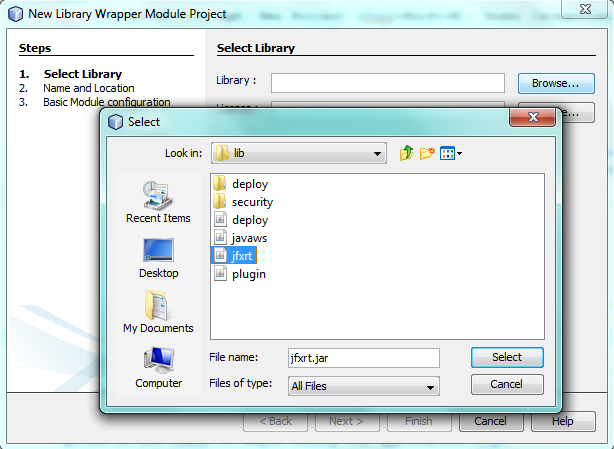 New Library Wrapper Module Project
Steps
Select Library
1. Select Library
2. Name and Location
3. Basic Module configuration
Library :
Browse...
Select
Look in:
lib
Recent Items
Desktop
My Documents
Computer
deploy
security
deploy
javaws
jfxrt
plugin
File name:
jfxrt.jar
Select
Files of type:
All Files
Cancel
< Back
Next >
Finish
Cancel
Help